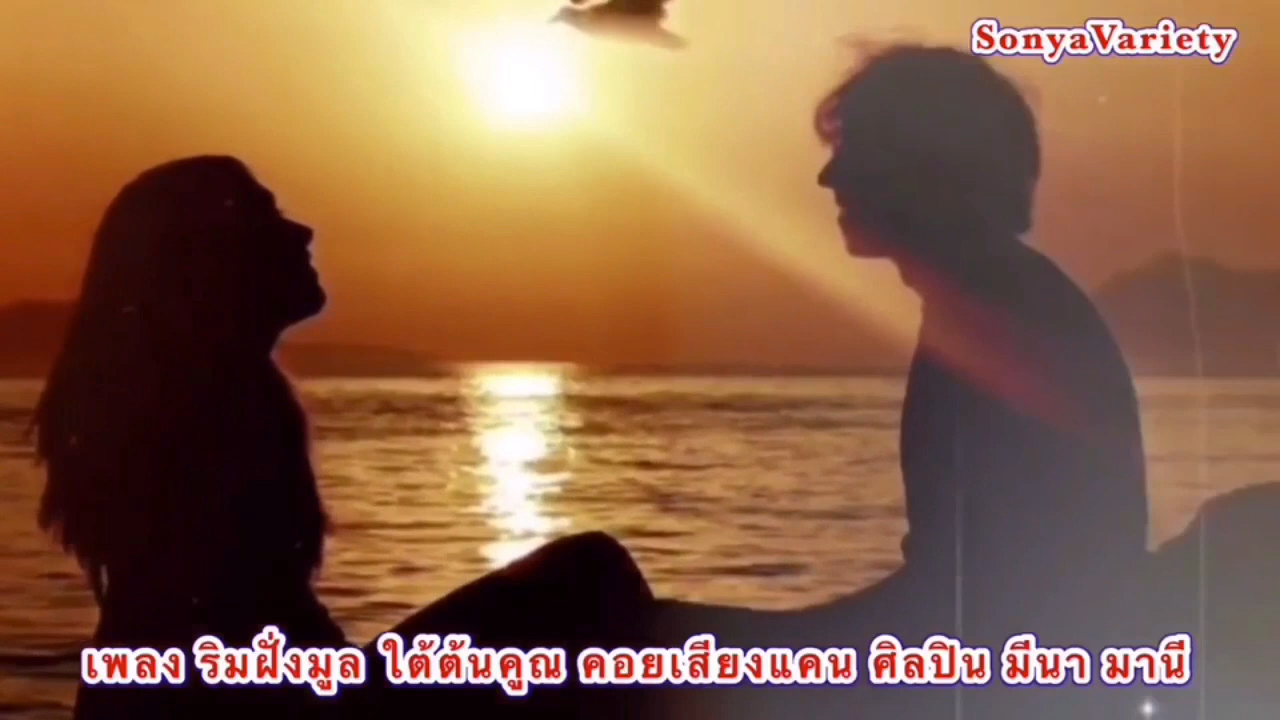 SonyaVariety
เพลง ริมฝั่งมูล ใต้ต้นคูณ คอยเสียงแคน ศิลปิน มีนา มานี